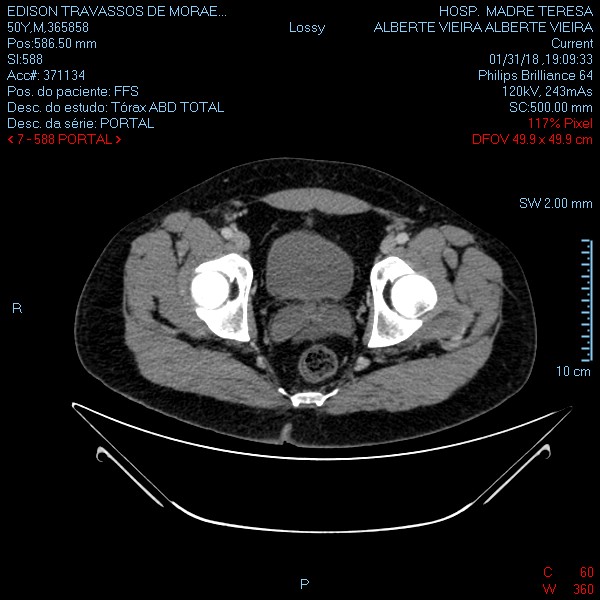 EDISON TRAVASSOS DE MORAE...
50Y,M,365858
Pos:586.50 mm
SI:588
Acc#: 371134
Pos. do paciente: FFS
Desc. do estudo: Tórax ABD TOTAL
Desc. da série: PORTAL
< 7 - 588 PORTAL >
Lossy
HOSP. MADRE TERESA
ALBERTE VIEIRA ALBERTE VIEIRA
Current
01/31/18 ,19:09:33
Philips Brilliance 64
120kV, 243mAs
SC:500.00 mm
117% Pixel
DFOV 49.9 x 49.9 cm
SW 2.00 mm
R
10 cm
P
C 60
W 360